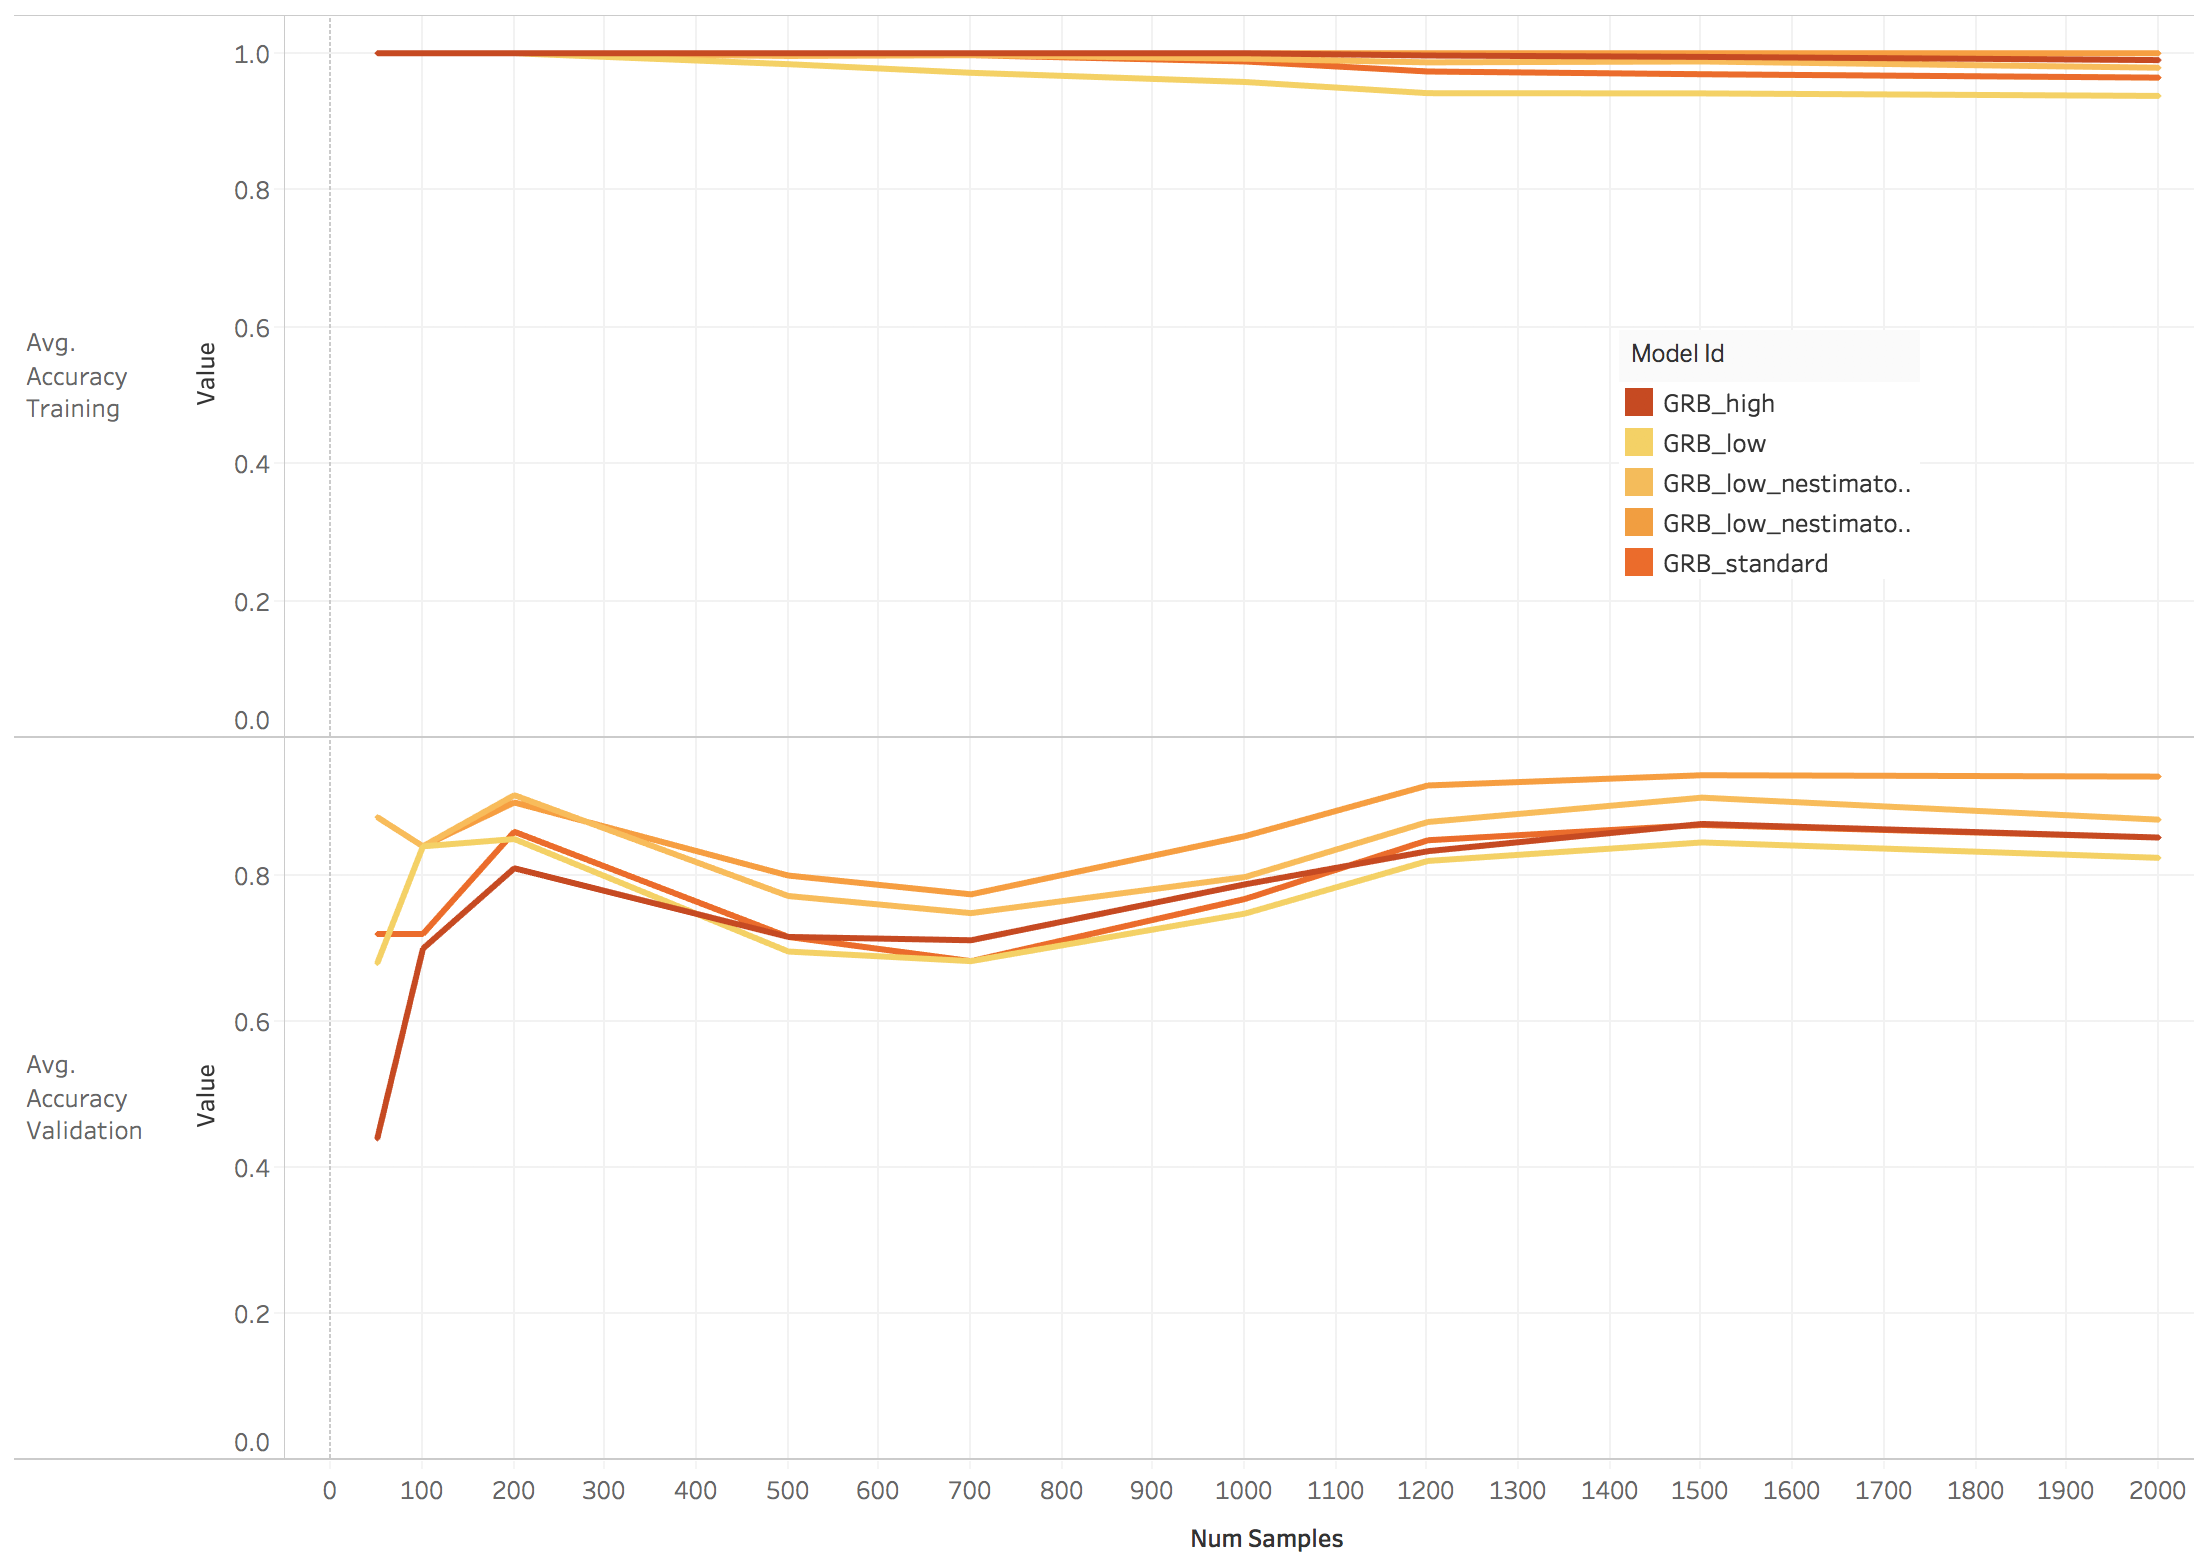 1.0
0.8
0.6
0.4
0.2
0.0
Value
Avg.
Accuracy
Training
Model Id
GRB_high
GRB_low
GRB_low_nestimato..
GRB_low_nestimato..
GRB_standard
0.8
0.6
0.4
0.2
0.0
Value
Avg.
Accuracy
Validation
0 100 200 300 400 500 600 700 800 900 1000 1100 1200 1300 1400 1500 1600 1700 1800 1900 2000
Num Samples